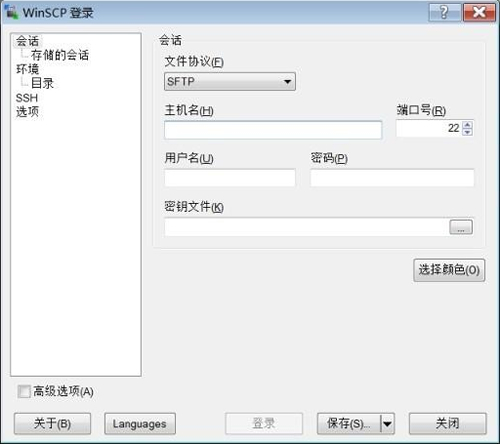 WinSCP 登录
会话
存储的会话
环境
目录
SSH
选项
会话
文件协议(F)
SFTP
主机名(H) 端口号(R)
22
用户名(U) 密码(P)
密钥文件(K)
...
选择颜色(O)
高级选项(A)
关于(B) Languages 登录 保存(S)... 关闭